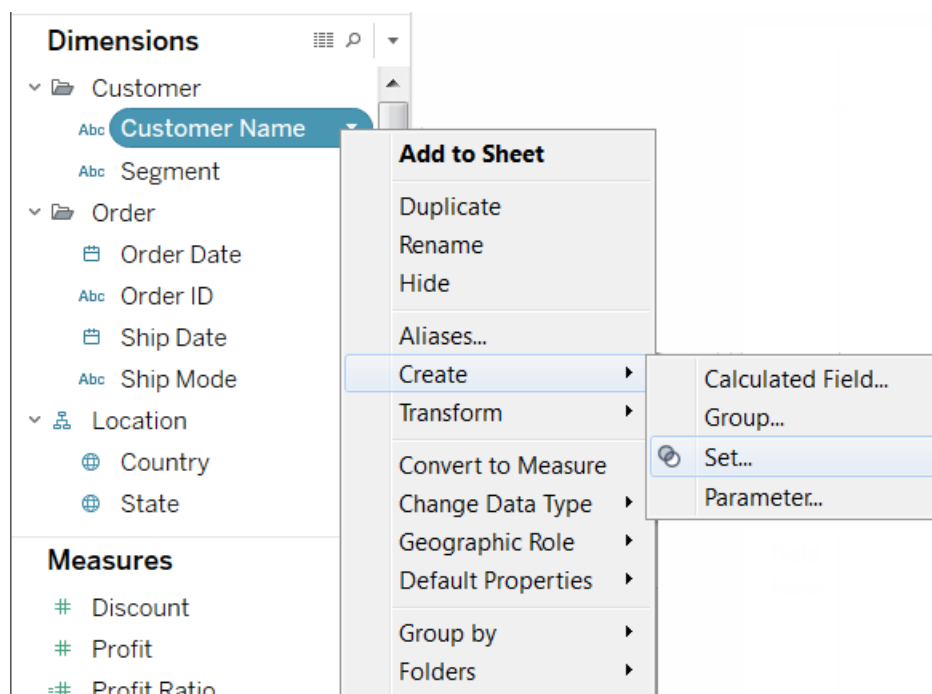 Dimensions
Customer
Abc Customer Name
Abc Segment
Order
Order Date
Abc Order ID
Ship Date
Abc Ship Mode
Location
Country
State
Measures
# Discount
# Profit
=# Profit Ratio
Add to Sheet
Duplicate
Rename
Hide
Aliases...
Create
Transform
Convert to Measure
Change Data Type
Geographic Role
Default Properties
Group by
Folders
Calculated Field...
Group...
Set...
Parameter...